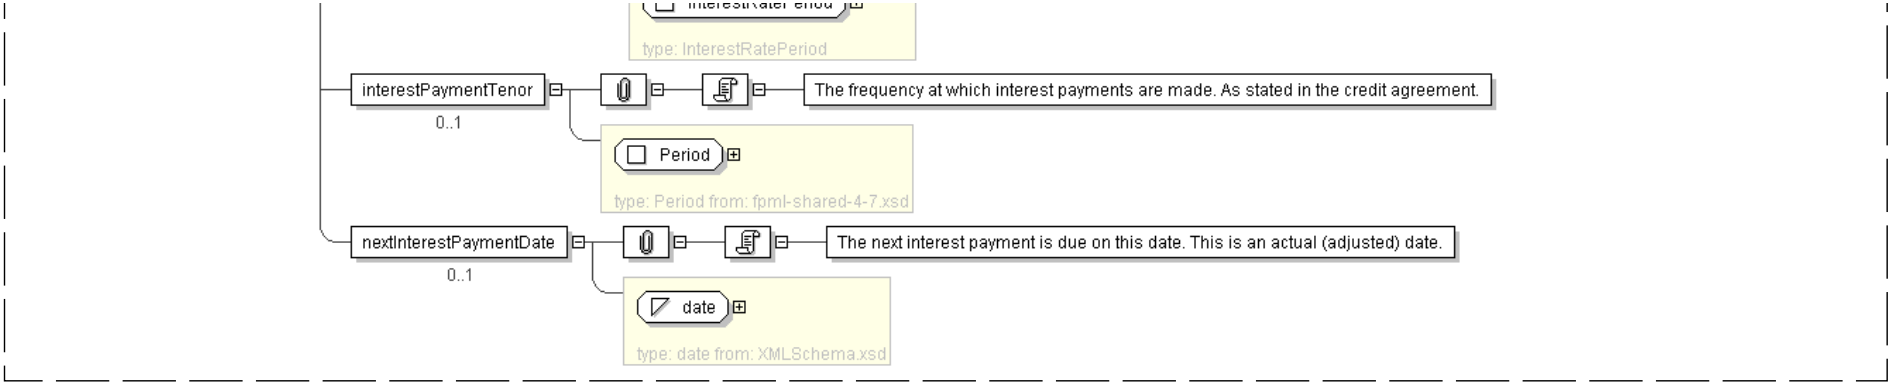 interestRatePeriod
type: InterestRatePeriod
interestPaymentTenor
The frequency at which interest payments are made. As stated in the credit agreement.
0..1
Period
type: Period from: fpml-shared-4-7.xsd
nextInterestPaymentDate
The next interest payment is due on this date. This is an actual (adjusted) date.
0..1
date
type: date from: XMLSchema.xsd